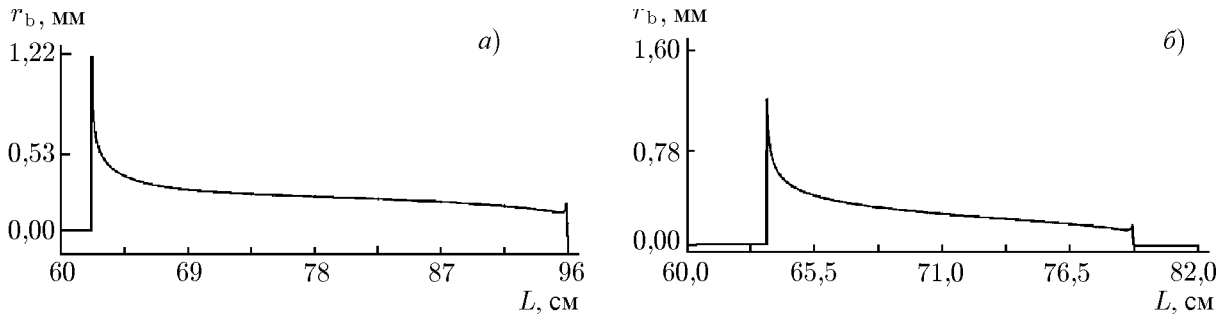 r_b, мм
а)
1,22
0,53
0,00
60 69 78 87 96
L, см
r_b, мм
б)
1,60
0,78
0,00
60,0 65,5 71,0 76,5 82,0
L, см